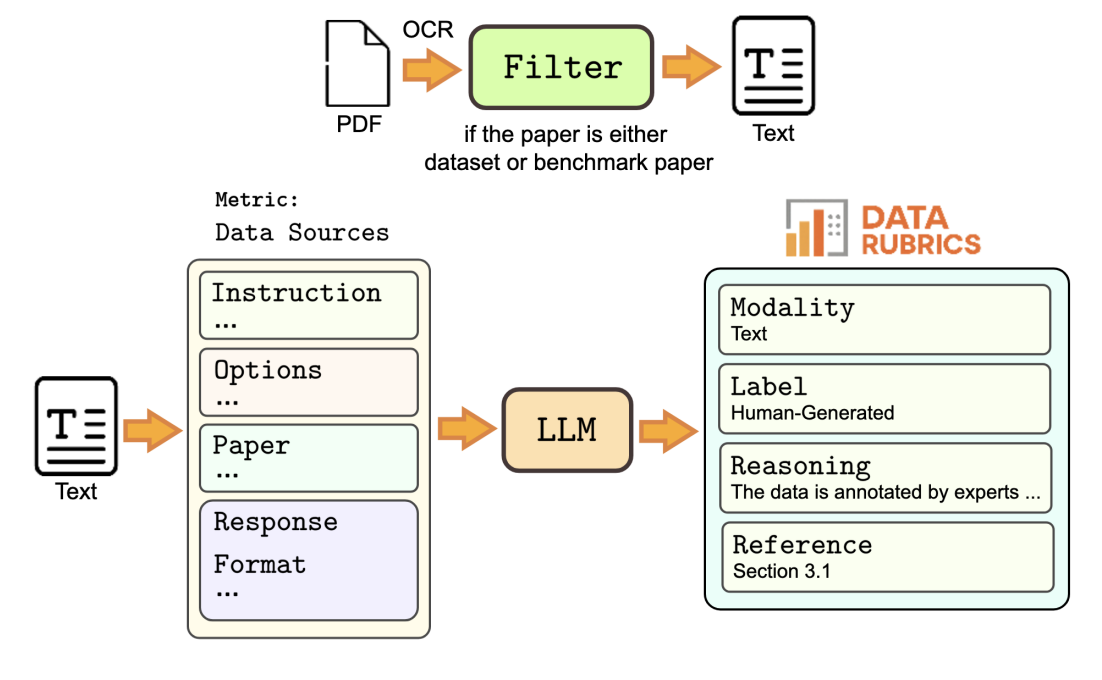 OCR
Filter
PDF
if the paper is either
dataset or benchmark paper
Text
Metric:
Data Sources
Instruction
...
Options
...
Paper
...
Response
Format
...
Text
LLM
DATA
RUBRICS
Modality
Text
Label
Human-Generated
Reasoning
The data is annotated by experts ...
Reference
Section 3.1